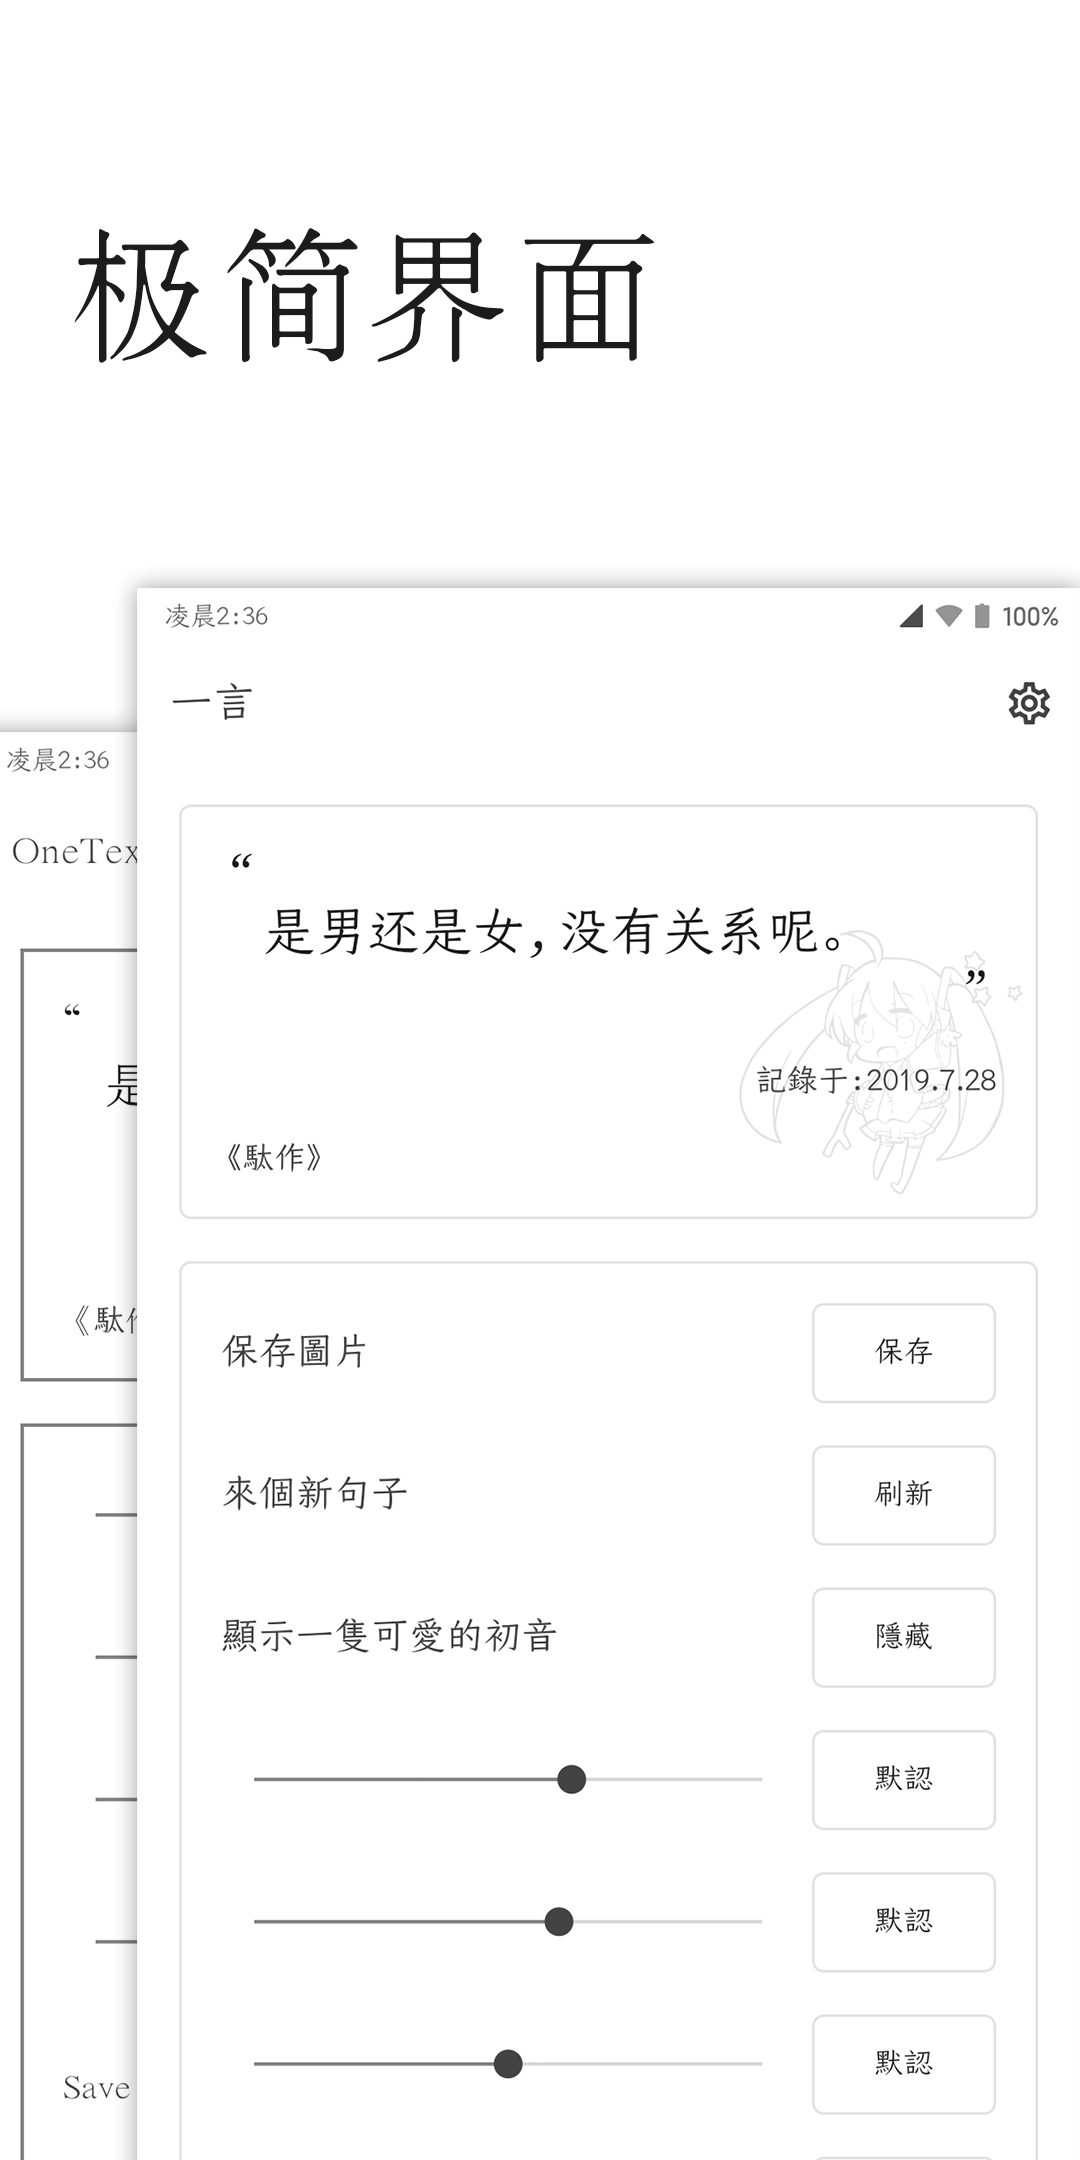 极简界面
凌晨2:36
100%
一言
“
是男还是女,没有关系呢。
”
記錄于:2019.7.28
《駄作》
保存圖片
保存
來個新句子
刷新
顯示一隻可愛的初音
隱藏
默認
默認
默認
凌晨2:36
OneTex
“
是
《駄作
Save